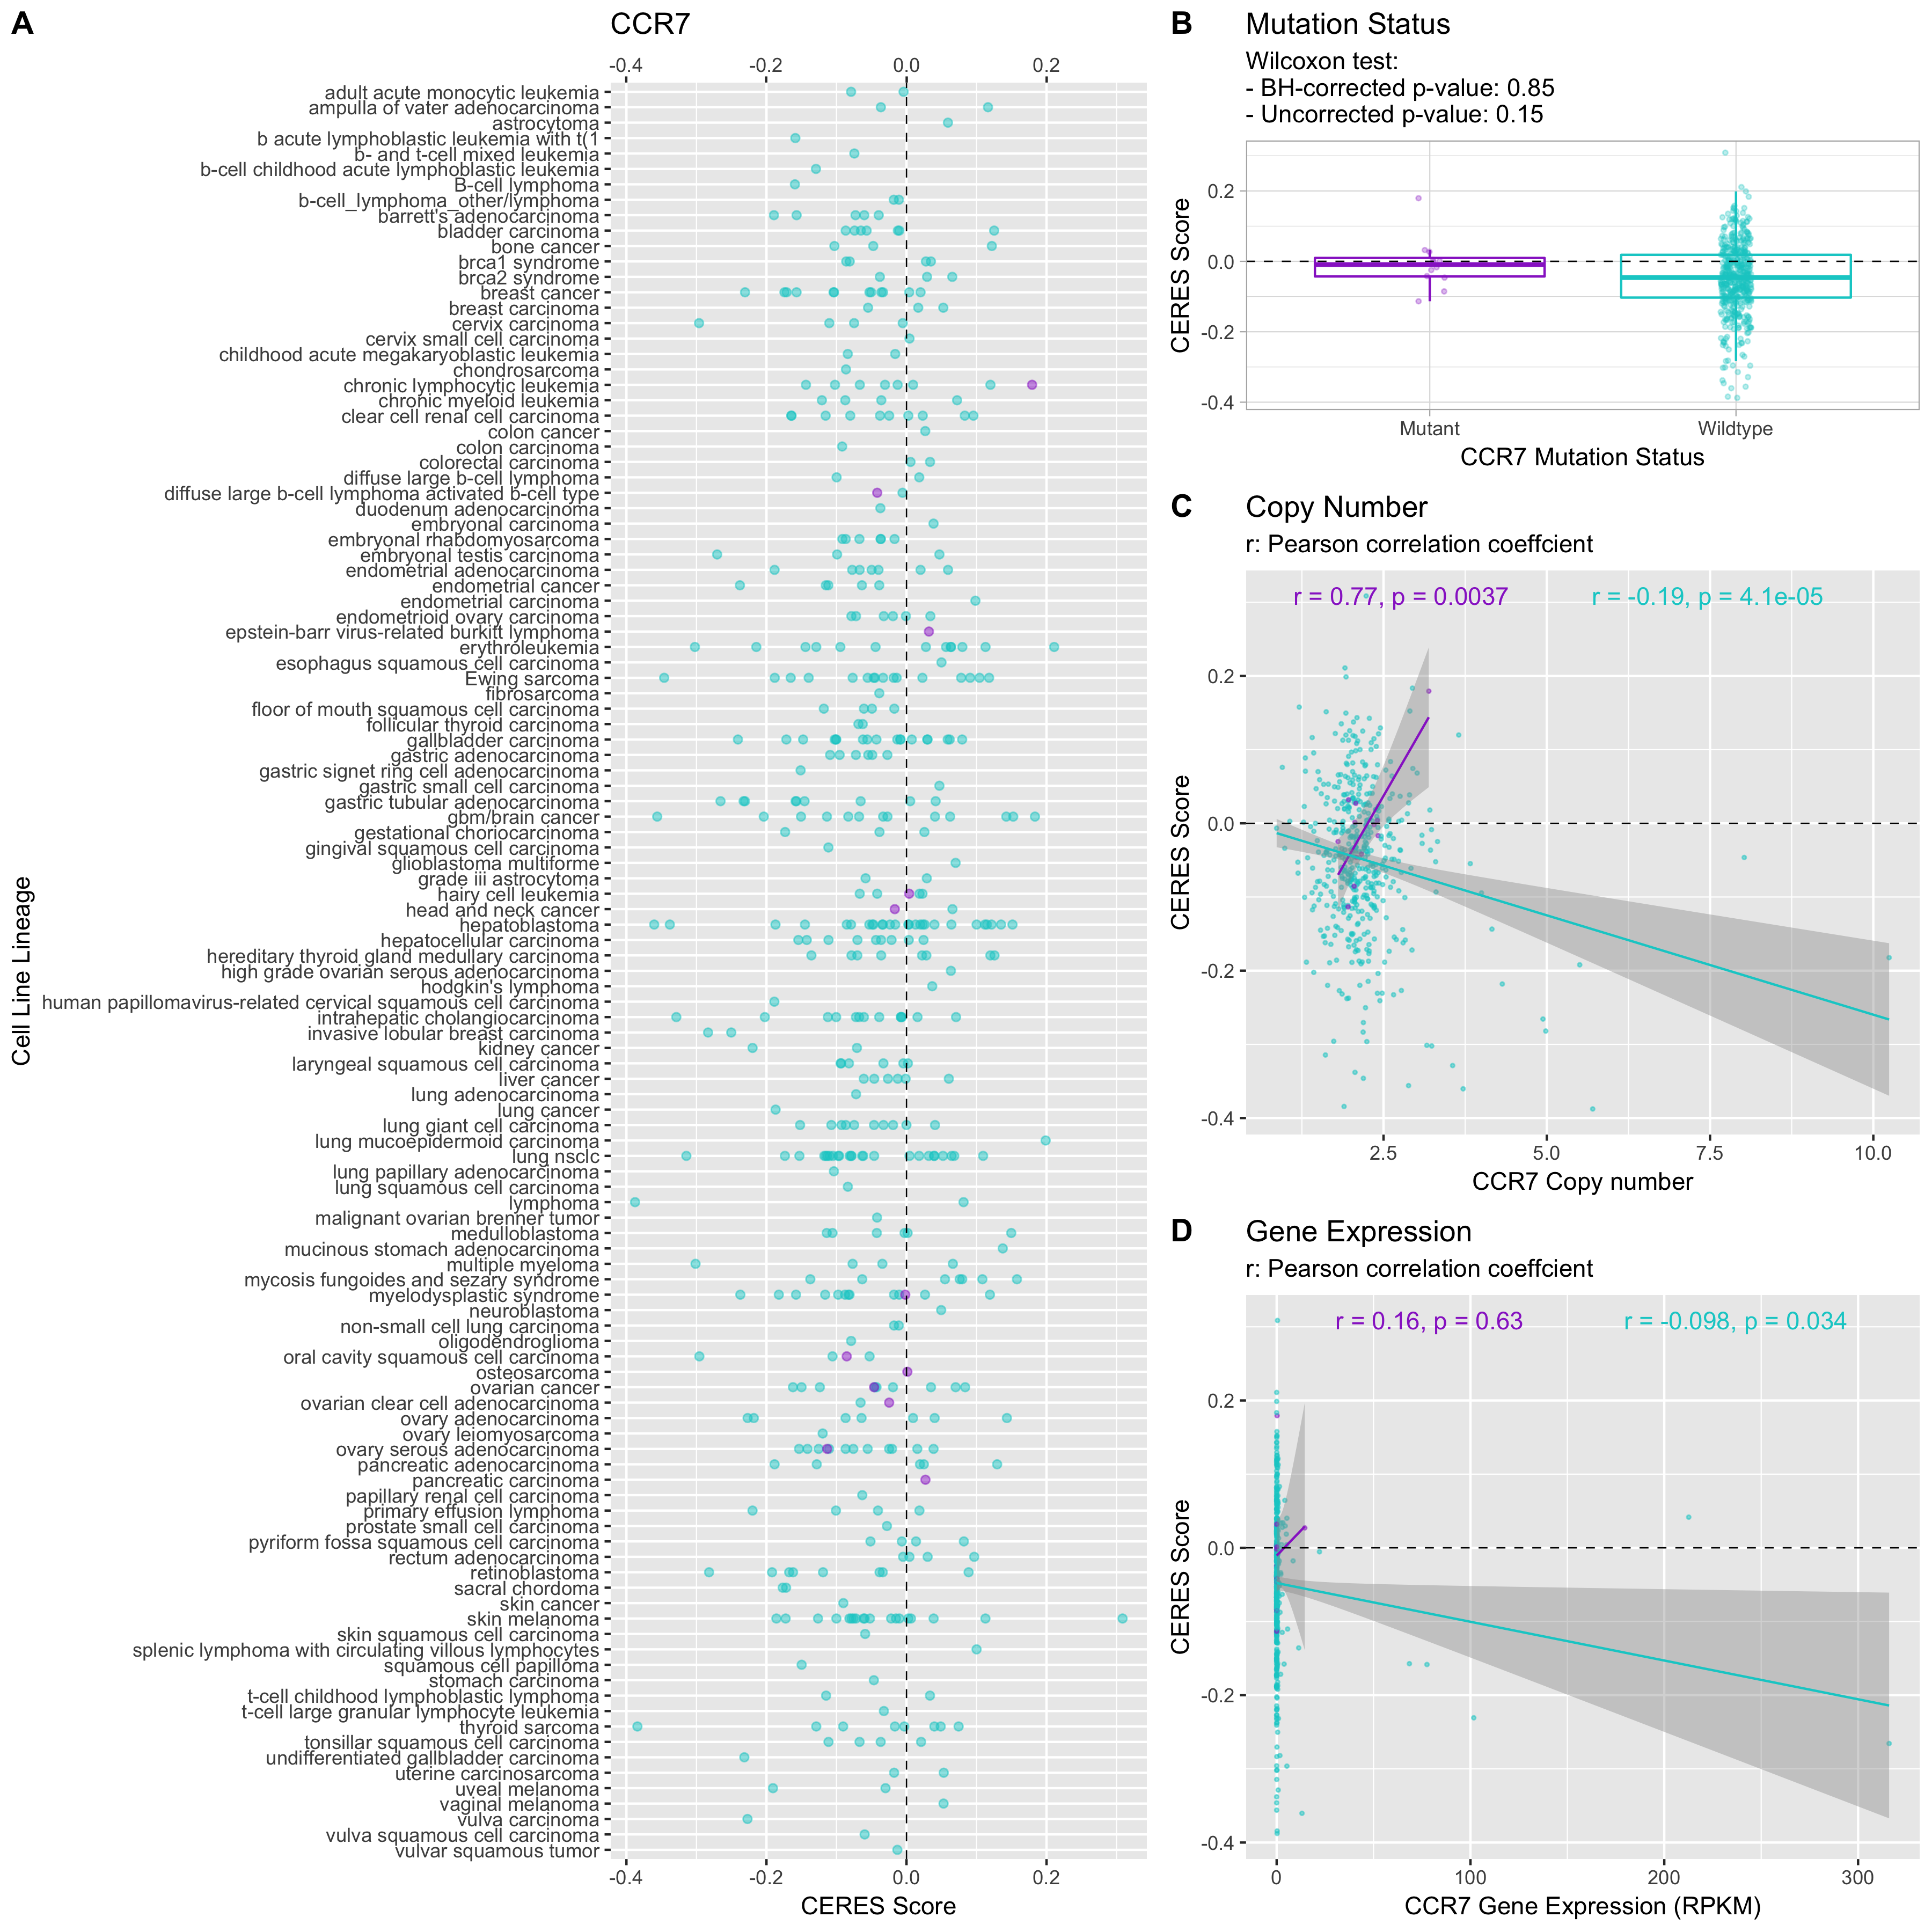 A
CCR7
-0.4 -0.2 0.0 0.2
adult acute monocytic leukemia
ampulla of vater adenocarcinoma
astrocytoma
b acute lymphoblastic leukemia with t(1
b- and t-cell mixed leukemia
b-cell childhood acute lymphoblastic leukemia
B-cell lymphoma
b-cell_lymphoma_other/lymphoma
barrett's adenocarcinoma
bladder carcinoma
bone cancer
brca1 syndrome
brca2 syndrome
breast cancer
breast carcinoma
cervix carcinoma
cervix small cell carcinoma
childhood acute megakaryoblastic leukemia
chondrosarcoma
chronic lymphocytic leukemia
chronic myeloid leukemia
clear cell renal cell carcinoma
colon cancer
colon carcinoma
colorectal carcinoma
diffuse large b-cell lymphoma
diffuse large b-cell lymphoma activated b-cell type
duodenum adenocarcinoma
embryonal carcinoma
embryonal rhabdomyosarcoma
embryonal testis carcinoma
endometrial adenocarcinoma
endometrial cancer
endometrial carcinoma
endometrioid ovary carcinoma
epstein-barr virus-related burkitt lymphoma
erythroleukemia
esophagus squamous cell carcinoma
Ewing sarcoma
fibrosarcoma
floor of mouth squamous cell carcinoma
follicular thyroid carcinoma
gallbladder carcinoma
gastric adenocarcinoma
gastric signet ring cell adenocarcinoma
gastric small cell carcinoma
gastric tubular adenocarcinoma
gbm/brain cancer
gestational choriocarcinoma
gingival squamous cell carcinoma
glioblastoma multiforme
grade iii astrocytoma
hairy cell leukemia
head and neck cancer
hepatoblastoma
hepatocellular carcinoma
hereditary thyroid gland medullary carcinoma
high grade ovarian serous adenocarcinoma
hodgkin's lymphoma
human papillomavirus-related cervical squamous cell carcinoma
intrahepatic cholangiocarcinoma
invasive lobular breast carcinoma
kidney cancer
laryngeal squamous cell carcinoma
liver cancer
lung adenocarcinoma
lung cancer
lung giant cell carcinoma
lung mucoepidermoid carcinoma
lung nsclc
lung papillary adenocarcinoma
lung squamous cell carcinoma
lymphoma
malignant ovarian brenner tumor
medulloblastoma
mucinous stomach adenocarcinoma
multiple myeloma
mycosis fungoides and sezary syndrome
myelodysplastic syndrome
neuroblastoma
non-small cell lung carcinoma
oligodendroglioma
oral cavity squamous cell carcinoma
osteosarcoma
ovarian cancer
ovarian clear cell adenocarcinoma
ovary adenocarcinoma
ovary leiomyosarcoma
ovary serous adenocarcinoma
pancreatic adenocarcinoma
pancreatic carcinoma
papillary renal cell carcinoma
primary effusion lymphoma
prostate small cell carcinoma
pyriform fossa squamous cell carcinoma
rectum adenocarcinoma
retinoblastoma
sacral chordoma
skin cancer
skin melanoma
skin squamous cell carcinoma
splenic lymphoma with circulating villous lymphocytes
squamous cell papilloma
stomach carcinoma
t-cell childhood lymphoblastic lymphoma
t-cell large granular lymphocyte leukemia
thyroid sarcoma
tonsillar squamous cell carcinoma
undifferentiated gallbladder carcinoma
uterine carcinosarcoma
uveal melanoma
vaginal melanoma
vulva carcinoma
vulva squamous cell carcinoma
vulvar squamous tumor
-0.4 -0.2 0.0 0.2
CERES Score
Cell Line Lineage
B
Mutation Status
Wilcoxon test:
- BH-corrected p-value: 0.85
- Uncorrected p-value: 0.15
0.2
0.0
-0.2
-0.4
CERES Score
Mutant Wildtype
CCR7 Mutation Status
C
Copy Number
r: Pearson correlation coeffcient
r = 0.77, p = 0.0037 r = -0.19, p = 4.1e-05
0.2
0.0
-0.2
-0.4
CERES Score
2.5 5.0 7.5 10.0
CCR7 Copy number
D
Gene Expression
r: Pearson correlation coeffcient
r = 0.16, p = 0.63 r = -0.098, p = 0.034
0.2
0.0
-0.2
-0.4
CERES Score
0 100 200 300
CCR7 Gene Expression (RPKM)